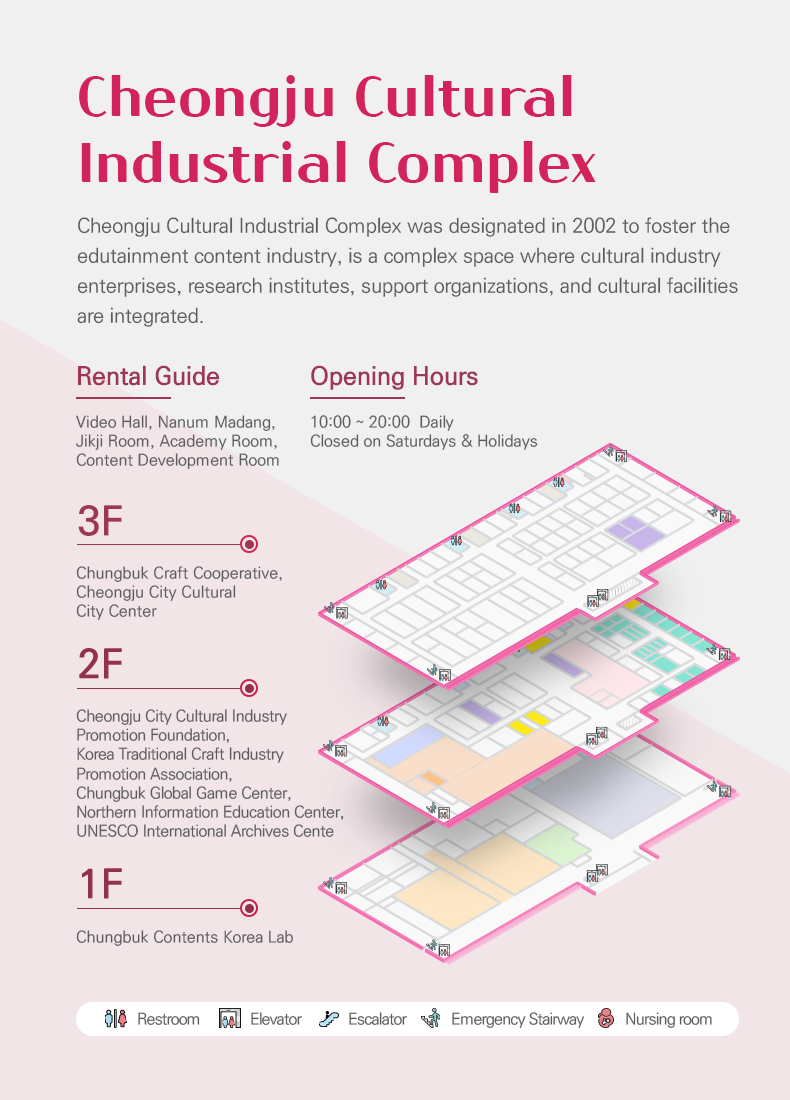 Cheongju Cultural
Industrial Complex
Cheongju Cultural Industrial Complex was designated in 2002 to foster the
edutainment content industry, is a complex space where cultural industry
enterprises, research institutes, support organizations, and cultural facilities
are integrated.
Rental Guide
Video Hall, Nanum Madang,
Jikji Room, Academy Room,
Content Development Room
Opening Hours
10:00 ~ 20:00 Daily
Closed on Saturdays & Holidays
3F
Chungbuk Craft Cooperative,
Cheongju City Cultural
City Center
2F
Cheongju City Cultural Industry
Promotion Foundation,
Korea Traditional Craft Industry
Promotion Association,
Chungbuk Global Game Center,
Northern Information Education Center,
UNESCO International Archives Cente
1F
Chungbuk Contents Korea Lab
Restroom Elevator Escalator Emergency Stairway Nursing room